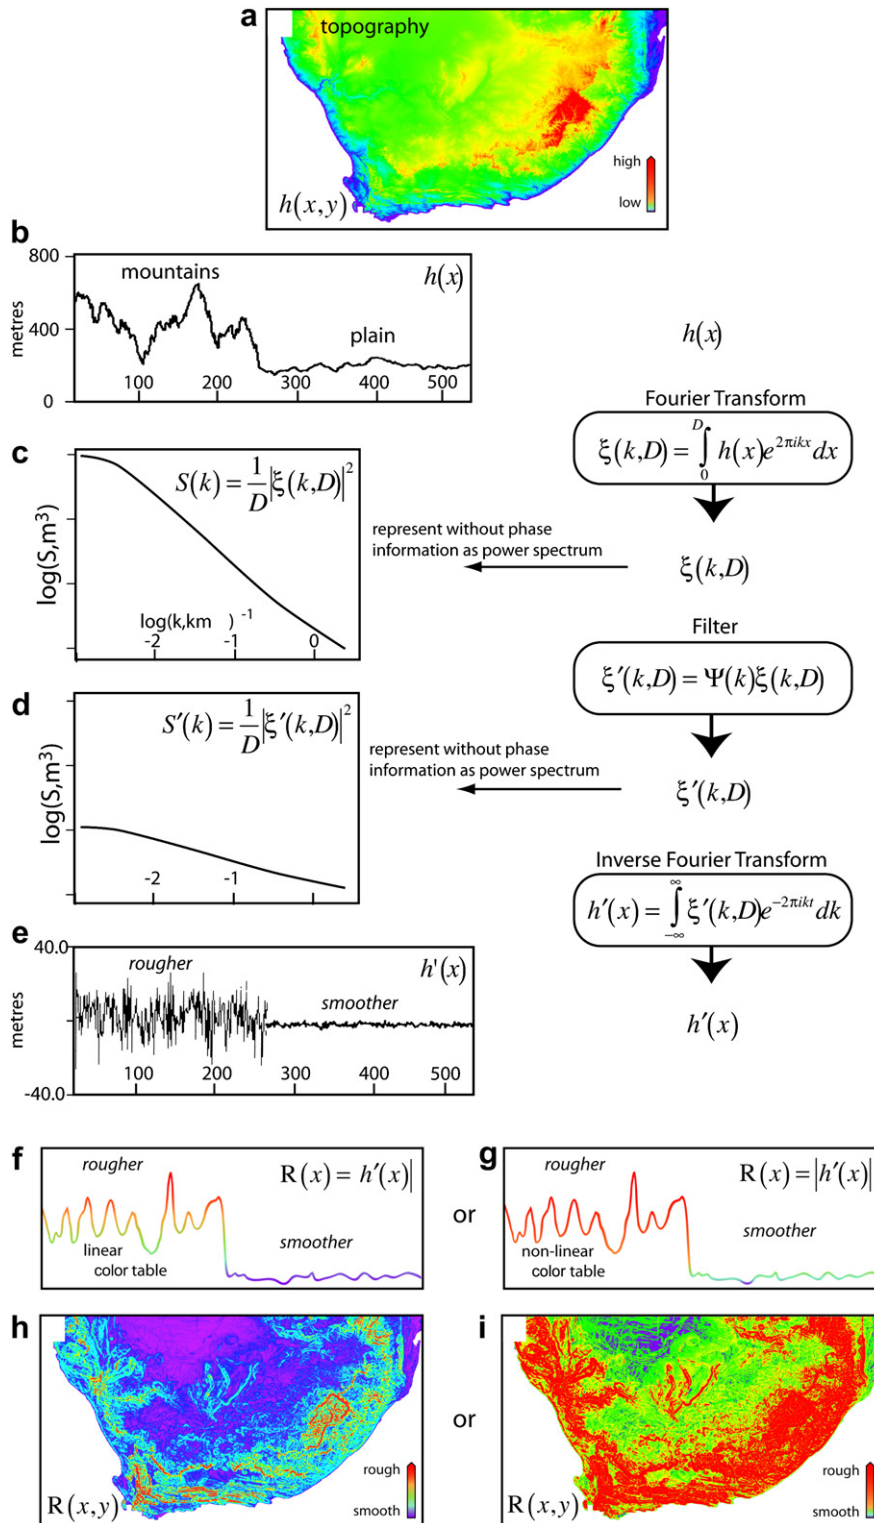 a
topography
high
low
h(x,y)
b
800
400
0
metres
mountains
h(x)
plain
100
200
300
400
500
h(x)
Fourier Transform
ξ(k,D) = ∫₀ᴰ h(x)e^{2πikx} dx
c
S(k) = 1/D |ξ(k,D)|²
log(S,m³)
log(k,km ) -1
-2
-1
0
represent without phase
information as power spectrum
ξ(k,D)
Filter
ξ′(k,D) = Ψ(k)ξ(k,D)
d
S′(k) = 1/D |ξ′(k,D)|²
log(S,m³)
-2
-1
represent without phase
information as power spectrum
ξ′(k,D)
Inverse Fourier Transform
h′(x) = ∫_{-∞}^{∞} ξ′(k,D)e^{-2πikt} dk
h′(x)
e
40.0
-40.0
metres
rougher
h'(x)
smoother
100
200
300
400
500
f
rougher
R(x) = h′(x)|
linear
color table
smoother
or
g
rougher
R(x) = |h′(x)|
non-linear
color table
smoother
h
rough
smooth
R(x,y)
or
i
rough
smooth
R(x,y)